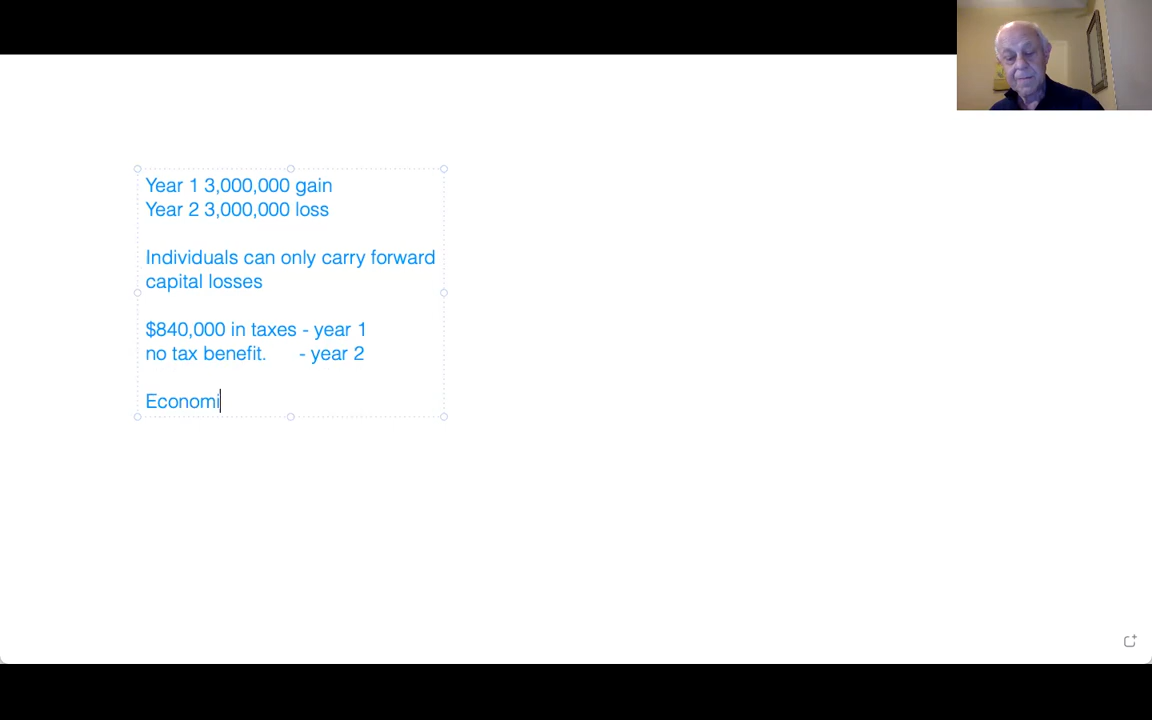 Year 1 3,000,000 gain
Year 2 3,000,000 loss
Individuals can only carry forward
capital losses
$840,000 in taxes - year 1
no tax benefit. - year 2
Economi